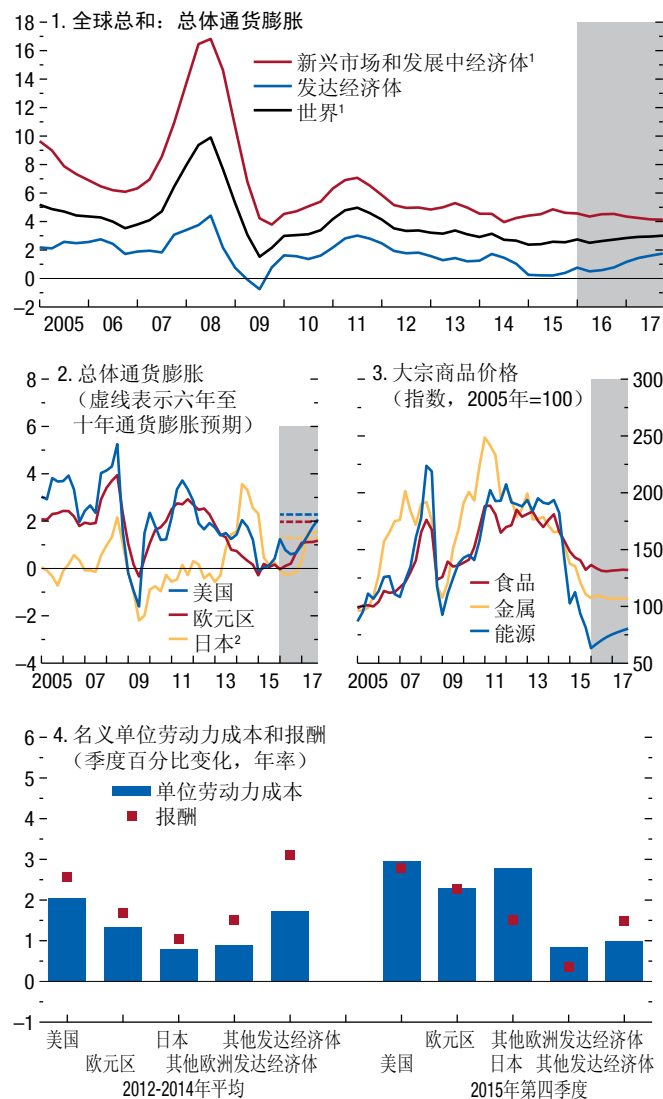 1. 全球总和：总体通货膨胀
新兴市场和发展中经济体¹
发达经济体
世界¹
18
16
14
12
10
8
6
4
2
0
−2
2005 06 07 08 09 10 11 12 13 14 15 16 17
2. 总体通货膨胀
（虚线表示六年至
十年通货膨胀预期）
8
6
4
2
0
−2
−4
美国
欧元区
日本²
2005 07 09 11 13 15 17
3. 大宗商品价格
（指数，2005年=100）
300
250
200
150
100
50
食品
金属
能源
2005 07 09 11 13 15 17
4. 名义单位劳动力成本和报酬
（季度百分比变化，年率）
单位劳动力成本
报酬
6
5
4
3
2
1
0
−1
美国 日本 其他发达经济体 欧元区 其他欧洲发达经济体
欧元区 其他欧洲发达经济体 美国 日本 其他发达经济体
2012-2014年平均 2015年第四季度